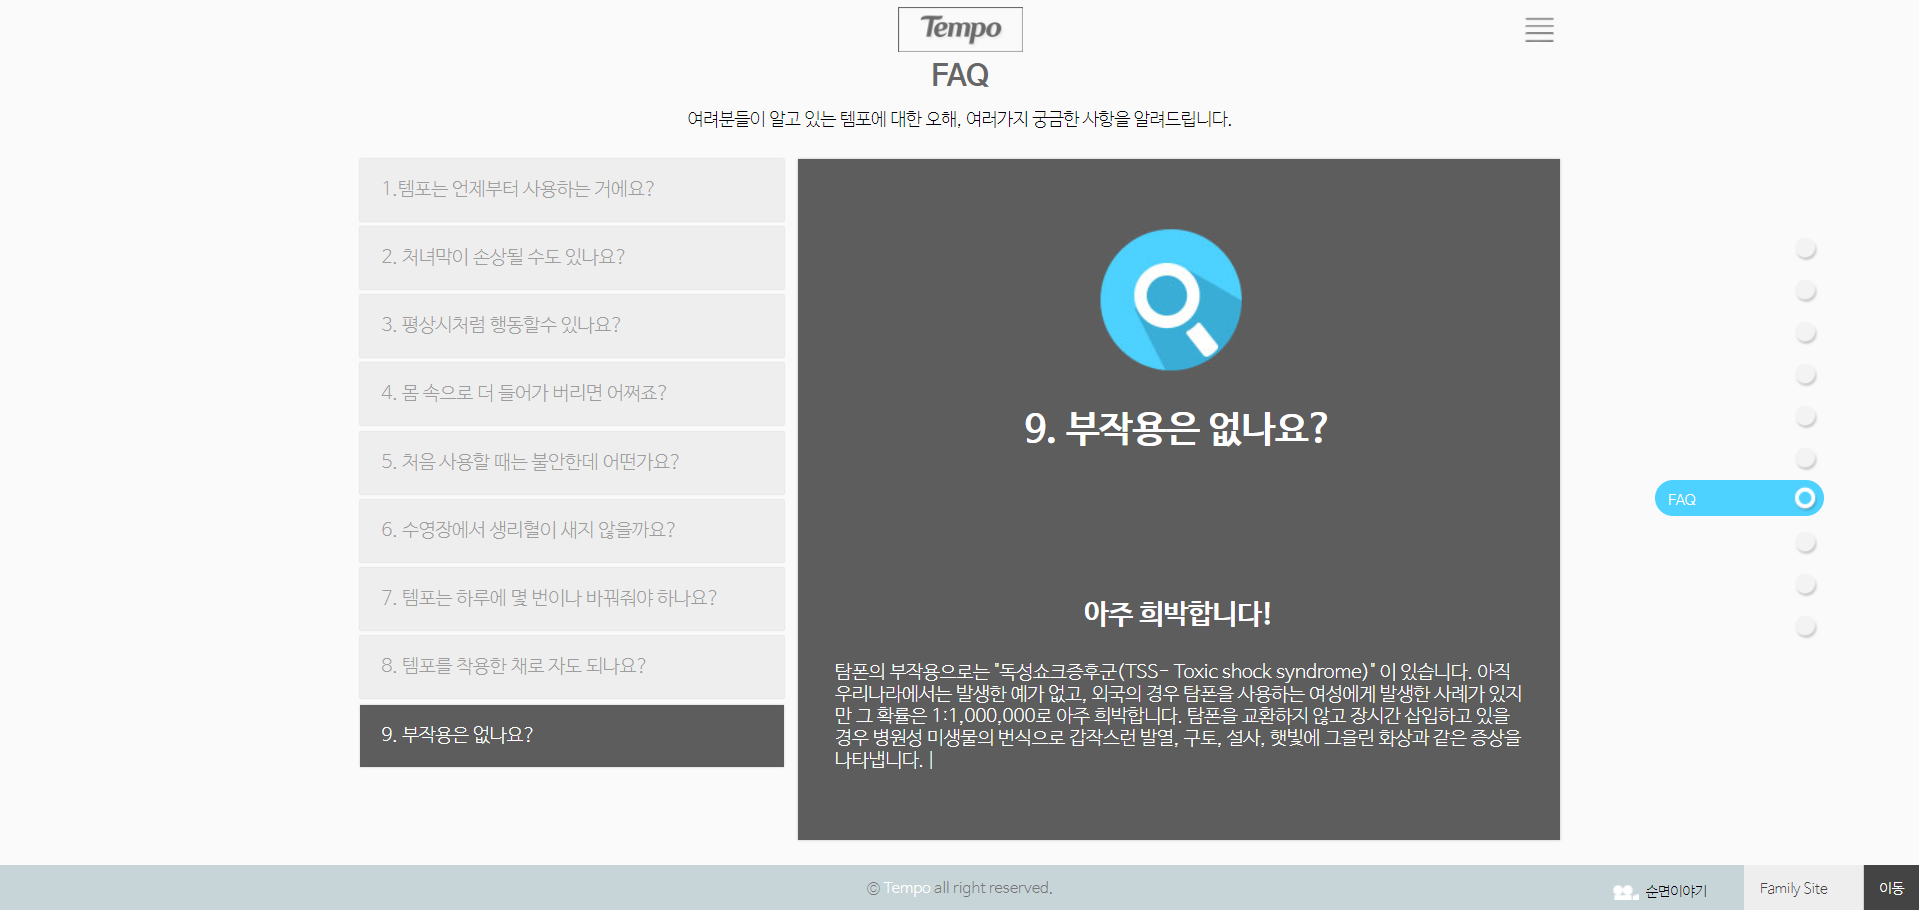 Tempo
FAQ
여려분들이 알고 있는 템포에 대한 오해, 여러가지 궁금한 사항을 알려드립니다.
1.템포는 언제부터 사용하는 거에요?
2. 처녀막이 손상될 수도 있나요?
3. 평상시처럼 행동할수 있나요?
4. 몸 속으로 더 들어가 버리면 어쩌죠?
5. 처음 사용할 때는 불안한데 어떤가요?
6. 수영장에서 생리혈이 새지 않을까요?
7. 템포는 하루에 몇 번이나 바꿔줘야 하나요?
8. 템포를 착용한 채로 자도 되나요?
9. 부작용은 없나요?
9. 부작용은 없나요?
아주 희박합니다!
탐폰의 부작용으로는 "독성쇼크증후군(TSS- Toxic shock syndrome)" 이 있습니다. 아직
우리나라에서는 발생한 예가 없고, 외국의 경우 탐폰을 사용하는 여성에게 발생한 사례가 있지
만 그 확률은 1:1,000,000로 아주 희박합니다. 탐폰을 교환하지 않고 장시간 삽입하고 있을
경우 병원성 미생물의 번식으로 갑작스런 발열, 구토, 설사, 햇빛에 그을린 화상과 같은 증상을
나타냅니다. |
FAQ
© Tempo all right reserved.
순면이야기
Family Site
이동